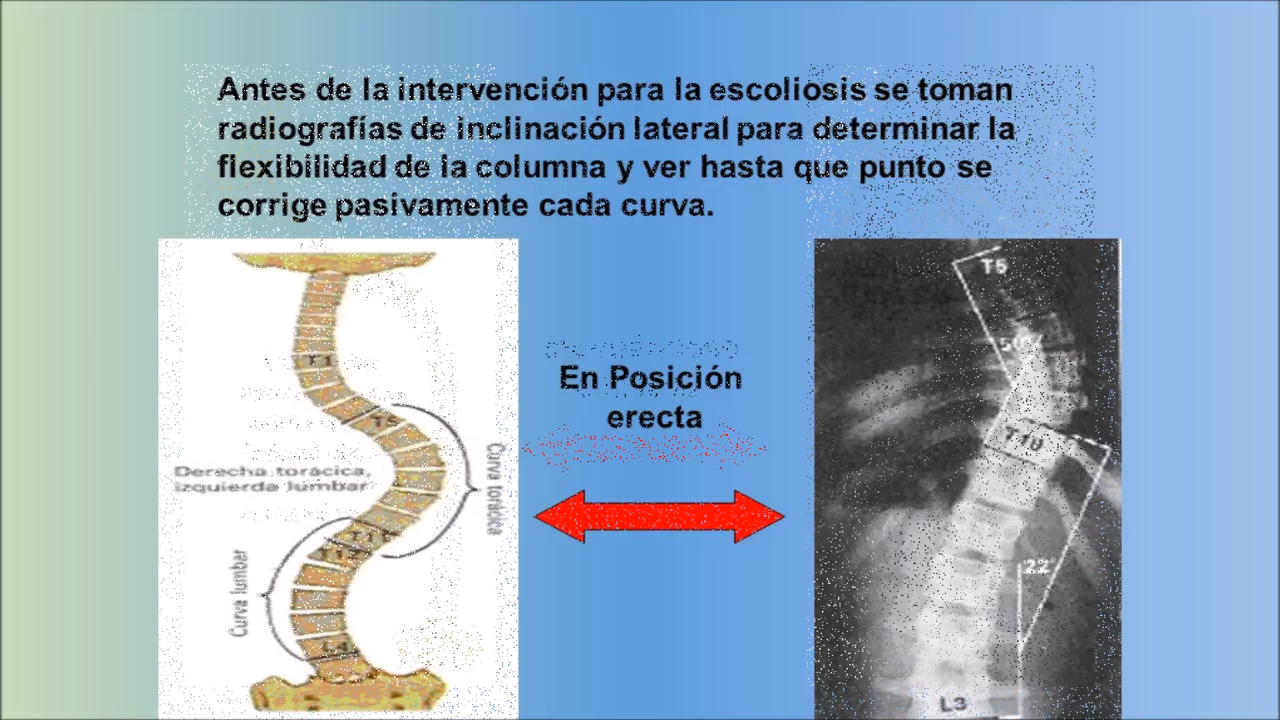 Antes de la intervención para la escoliosis se toman
radiografías de inclinación lateral para determinar la
flexibilidad de la columna y ver hasta que punto se
corrige pasivamente cada curva.
En Posición
erecta
T1
T5
Derecha torácica,
izquierda lumbar
Curva torácica
Curva lumbar
T5
T10
22°
L3